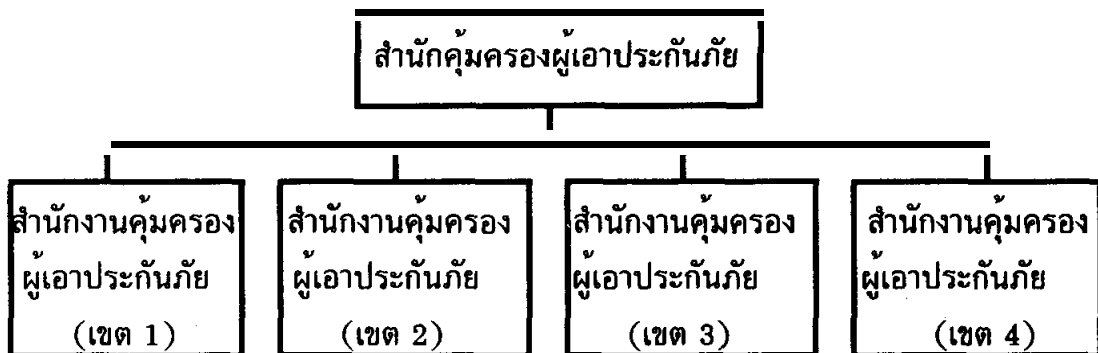 สำนักคุ้มครองผู้เอาประกันภัย
สำนักงานคุ้มครอง
ผู้เอาประกันภัย
(เขต 1)
สำนักงานคุ้มครอง
ผู้เอาประกันภัย
(เขต 2)
สำนักงานคุ้มครอง
ผู้เอาประกันภัย
(เขต 3)
สำนักงานคุ้มครอง
ผู้เอาประกันภัย
(เขต 4)